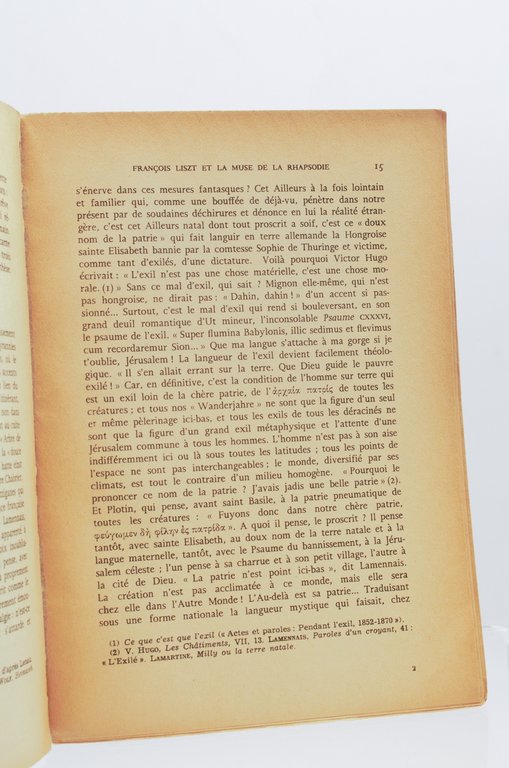 FRANÇOIS LISZT ET LA MUSE DE LA RHAPSODIE 15
s'énerve dans ces mesures fantasques ? Cet Ailleurs à la fois lointain
et familier qui, comme une bouffée de déjà-vu, pénètre dans notre
présent par de soudaines déchirures et dénonce en lui la réalité étran-
gère, c'est cet Ailleurs natal dont tout proscrit a soif, c'est ce « doux
nom de la patrie » qui fait languir en terre allemande la Hongroise
sainte Elisabeth bannie par la comtesse Sophie de Thuringe et victime,
comme tant d'exilés, d'une dictature. Voilà pourquoi Victor Hugo
écrivait : « L'exil n'est pas une chose matérielle, c'est une chose mo-
rale. (1) » Sans ce mal d'exil, qui sait ? Mignon elle-même, qui n'est
pas hongroise, ne dirait pas : « Dahin, dahin ! » d'un accent si pas-
sionné... Surtout, c'est le mal d'exil qui rend si bouleversant, en son
grand deuil romantique d'Ut mineur, l'inconsolable Psaume CXXXVI,
le psaume de l'exil. « Super flumina Babylonis, illic sedimus et flevimus
cum recordaremur Sion... » Que ma langue s'attache à ma gorge si je
t'oublie, Jérusalem ! La langueur de l'exil devient facilement théolo-
gique. « Il s'en allait errant sur la terre. Que Dieu guide le pauvre
exilé ! » Car, en définitive, c'est la condition de l'homme sur terre qui
est un exil loin de la chère patrie, de l'ἀρχαία πατρίς de toutes les
créatures ; et tous nos « Wanderjahre » ne sont que la figure d'un seul
et même pèlerinage ici-bas, et tous les exils de tous les déracinés ne
sont que la figure d'un grand exil métaphysique et l'attente d'une
Jérusalem commune à tous les hommes. L'homme n'est pas à son aise
indifféremment ici ou là sous toutes les latitudes ; tous les points de
l'espace ne sont pas interchangeables ; le monde, diversifié par ses
climats, est tout le contraire d'un milieu homogène. « Pourquoi le
prononcer ce nom de la patrie ? J'avais jadis une belle patrie » (2).
Et Plotin, qui pense, avant saint Basile, à la patrie pneumatique de
toutes les créatures : « Fuyons donc dans notre chère patrie,
φεύγωμεν δὴ φίλην ἐς πατρίδα ». A quoi il pense, le proscrit ? Il pense
tantôt, avec sainte Elisabeth, au doux nom de la terre natale et à la
langue maternelle, tantôt, avec le Psaume du bannissement, à la Jéru-
salem céleste ; l'un pense à sa charrue et à son petit village, l'autre à
la cité de Dieu. « La patrie n'est point ici-bas », dit Lamennais.
La création n'est pas acclimatée à ce monde, mais elle sera
chez elle dans l'Autre Monde ! L'Au-delà est sa patrie... Traduisant
sous une forme nationale la langueur mystique qui faisait, chez
(1) Ce que c'est que l'exil (« Actes et paroles : Pendant l'exil, 1852-1870 »).
(2) V. HUGO, Les Châtiments, VII, 13. LAMENNAIS, Paroles d'un croyant, 41 :
« L'Exilé ». LAMARTINE, Milly ou la terre natale.
2